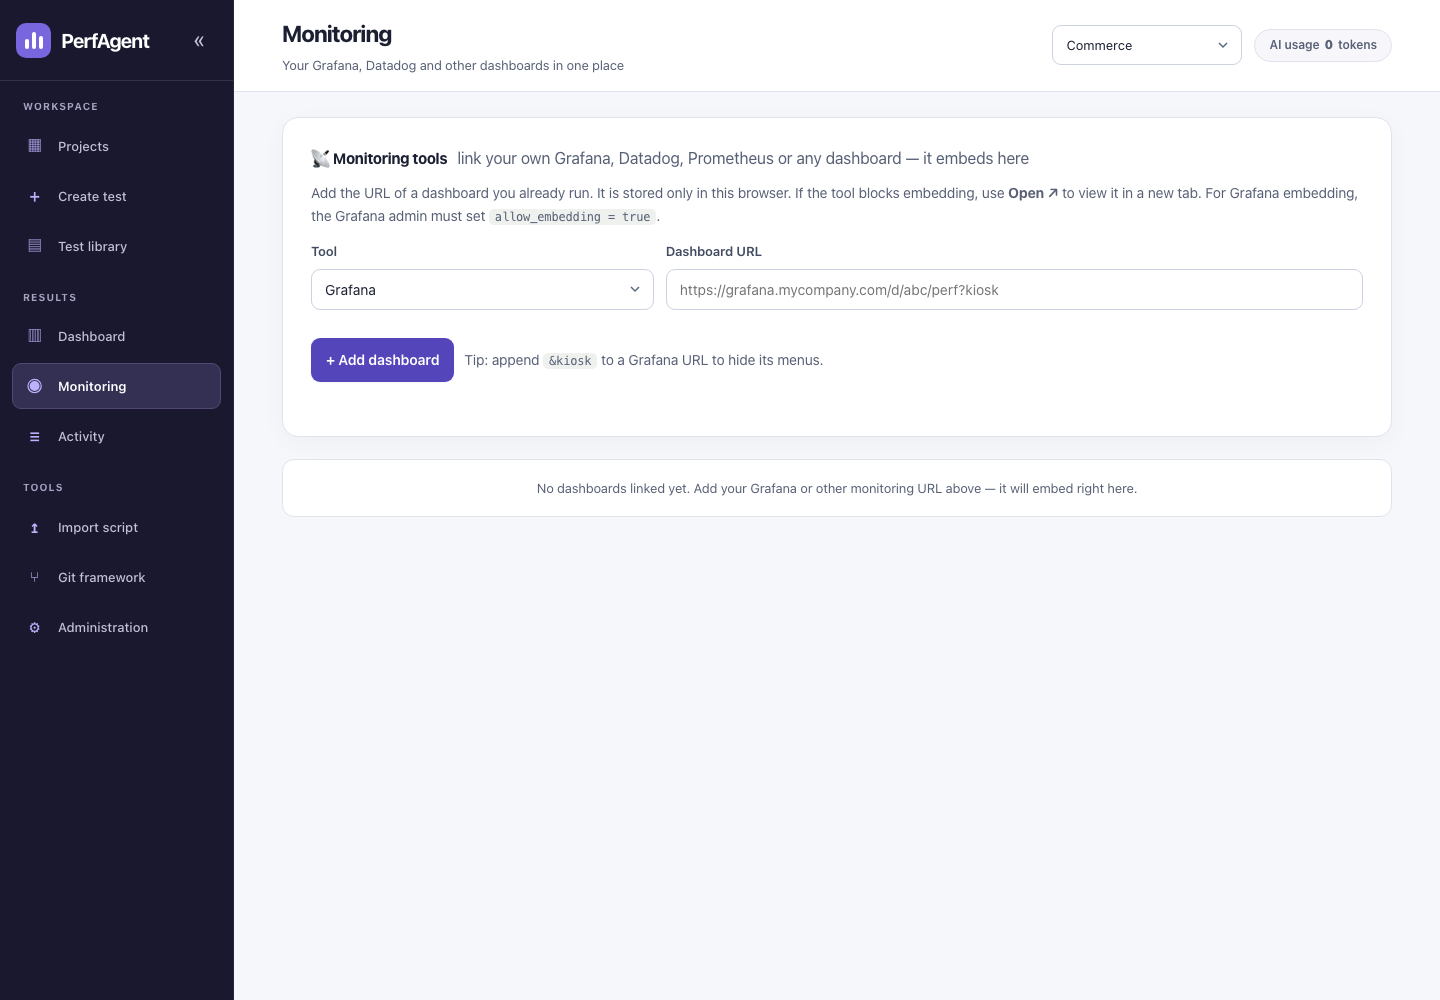 PerfAgent «
WORKSPACE
Projects
+ Create test
Test library
RESULTS
Dashboard
Monitoring
Activity
TOOLS
Import script
Git framework
Administration
Monitoring
Your Grafana, Datadog and other dashboards in one place
Commerce
AI usage 0 tokens
Monitoring tools link your own Grafana, Datadog, Prometheus or any dashboard — it embeds here
Add the URL of a dashboard you already run. It is stored only in this browser. If the tool blocks embedding, use Open ↗ to view it in a new tab. For Grafana embedding,
the Grafana admin must set allow_embedding = true.
Tool
Dashboard URL
Grafana
https://grafana.mycompany.com/d/abc/perf?kiosk
+ Add dashboard
Tip: append &kiosk to a Grafana URL to hide its menus.
No dashboards linked yet. Add your Grafana or other monitoring URL above — it will embed right here.